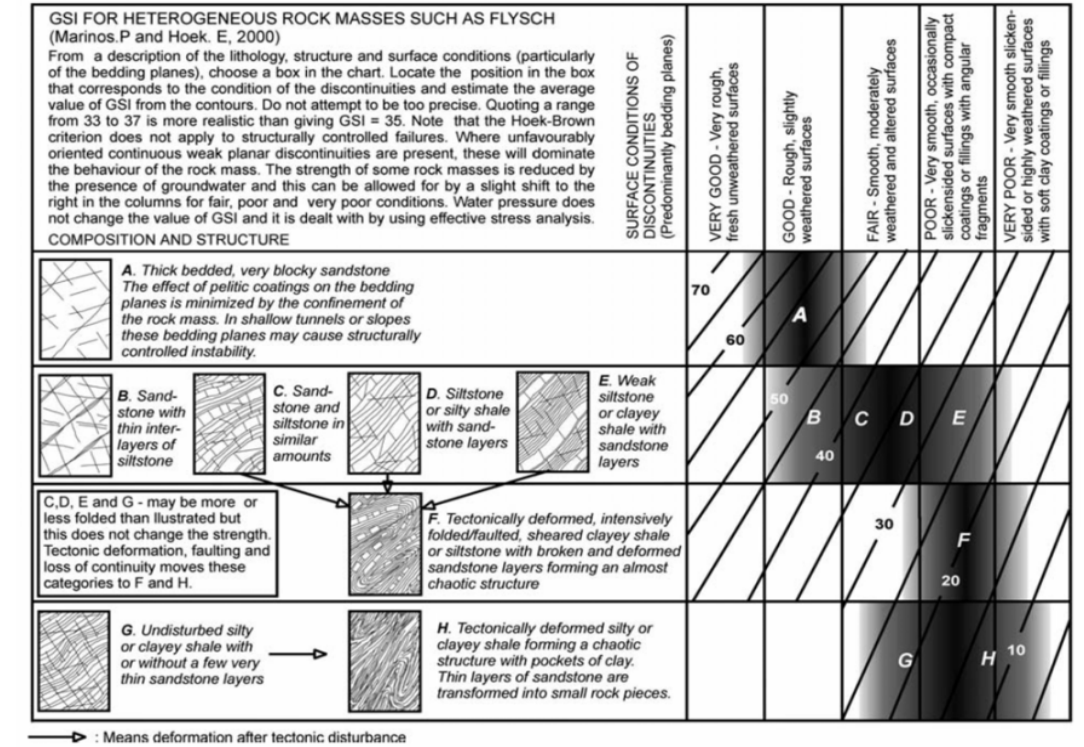 GSI FOR HETEROGENEOUS ROCK MASSES SUCH AS FLYSCH
(Marinos.P and Hoek. E, 2000)
From a description of the lithology, structure and surface conditions (particularly
of the bedding planes), choose a box in the chart. Locate the position in the box
that corresponds to the condition of the discontinuities and estimate the average
value of GSI from the contours. Do not attempt to be too precise. Quoting a range
from 33 to 37 is more realistic than giving GSI = 35. Note that the Hoek-Brown
criterion does not apply to structurally controlled failures. Where unfavourably
oriented continuous weak planar discontinuities are present, these will dominate
the behaviour of the rock mass. The strength of some rock masses is reduced by
the presence of groundwater and this can be allowed for by a slight shift to the
right in the columns for fair, poor and very poor conditions. Water pressure does
not change the value of GSI and it is dealt with by using effective stress analysis.
COMPOSITION AND STRUCTURE
SURFACE CONDITIONS OF
DISCONTINUITIES
(Predominantly bedding planes)
VERY GOOD - Very rough,
fresh unweathered surfaces
GOOD - Rough, slightly
weathered surfaces
FAIR - Smooth, moderately
weathered and altered surfaces
POOR - Very smooth, occasionally
slickensided surfaces with compact
coatings or fillings with angular
fragments
VERY POOR - Very smooth slicken-
sided or highly weathered surfaces
with soft clay coatings or fillings
A. Thick bedded, very blocky sandstone
The effect of pelitic coatings on the bedding
planes is minimized by the confinement of
the rock mass. In shallow tunnels or slopes
these bedding planes may cause structurally
controlled instability.
70
60
A
B. Sand-
stone with
thin inter-
layers of
siltstone
C. Sand-
stone and
siltstone in
similar
amounts
D. Siltstone
or silty shale
with sand-
stone layers
E. Weak
siltstone
or clayey
shale with
sandstone
layers
50
B
C
D
E
40
C,D, E and G - may be more or
less folded than llustrated but
this does not change the strength.
Tectonic deformation, faulting and
loss of continuity moves these
categories to F and H.
F. Tectonically deformed, intensively
folded/faulted, sheared clayey shale
or siltstone with broken and deformed
sandstone layers forming an almost
chaotic structure
30
F
20
G. Undisturbed silty
or clayey shale with
or without a few very
thin sandstone layers
H. Tectonically deformed silty or
clayey shale forming a chaotic
structure with pockets of clay.
Thin layers of sandstone are
transformed into small rock pieces.
G
H
10
: Means deformation after tectonic disturbance